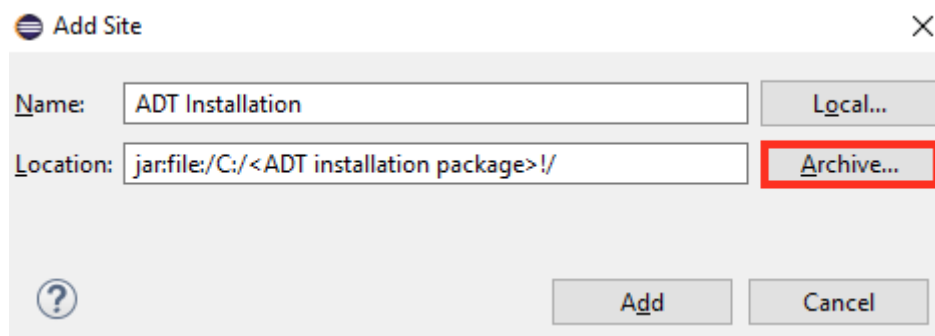 Add Site
Name: ADT Installation Local...
Location: jar:file:/C:/<ADT installation package>!/ Archive...
? Add Cancel